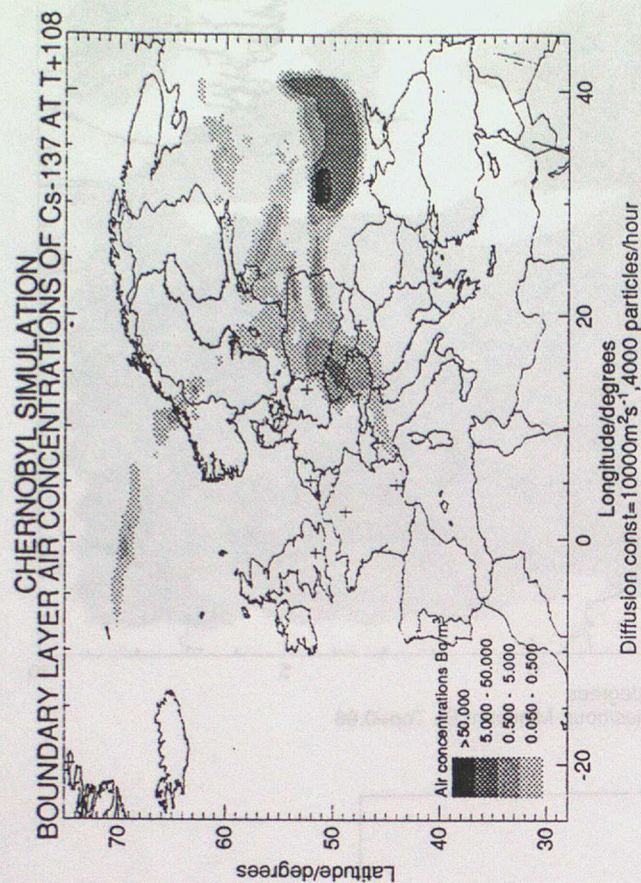 CHERNOBYL SIMULATION
BOUNDARY LAYER AIR CONCENTRATIONS OF Cs-137 AT T+108
Latitude/degrees
70
60
50
40
30
-20
0
20
40
Air concentrations Bq/m
>50.000
5.000 - 50.000
0.500 - 5.000
0.000 - 0.500
Longitude/degrees
Diffusion const=10000m²s⁻¹,4000 particles/hour